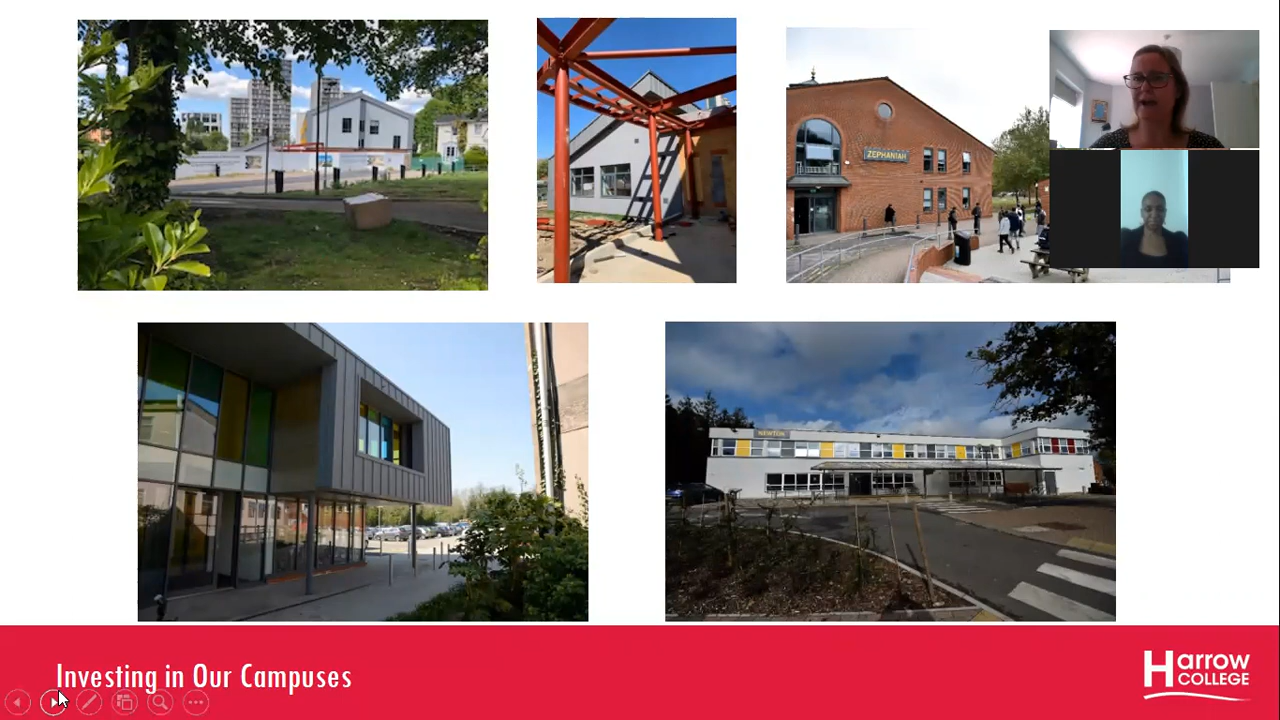 ZEPHANIAH
NEWTON
Investing in Our Campuses
Harrow
COLLEGE